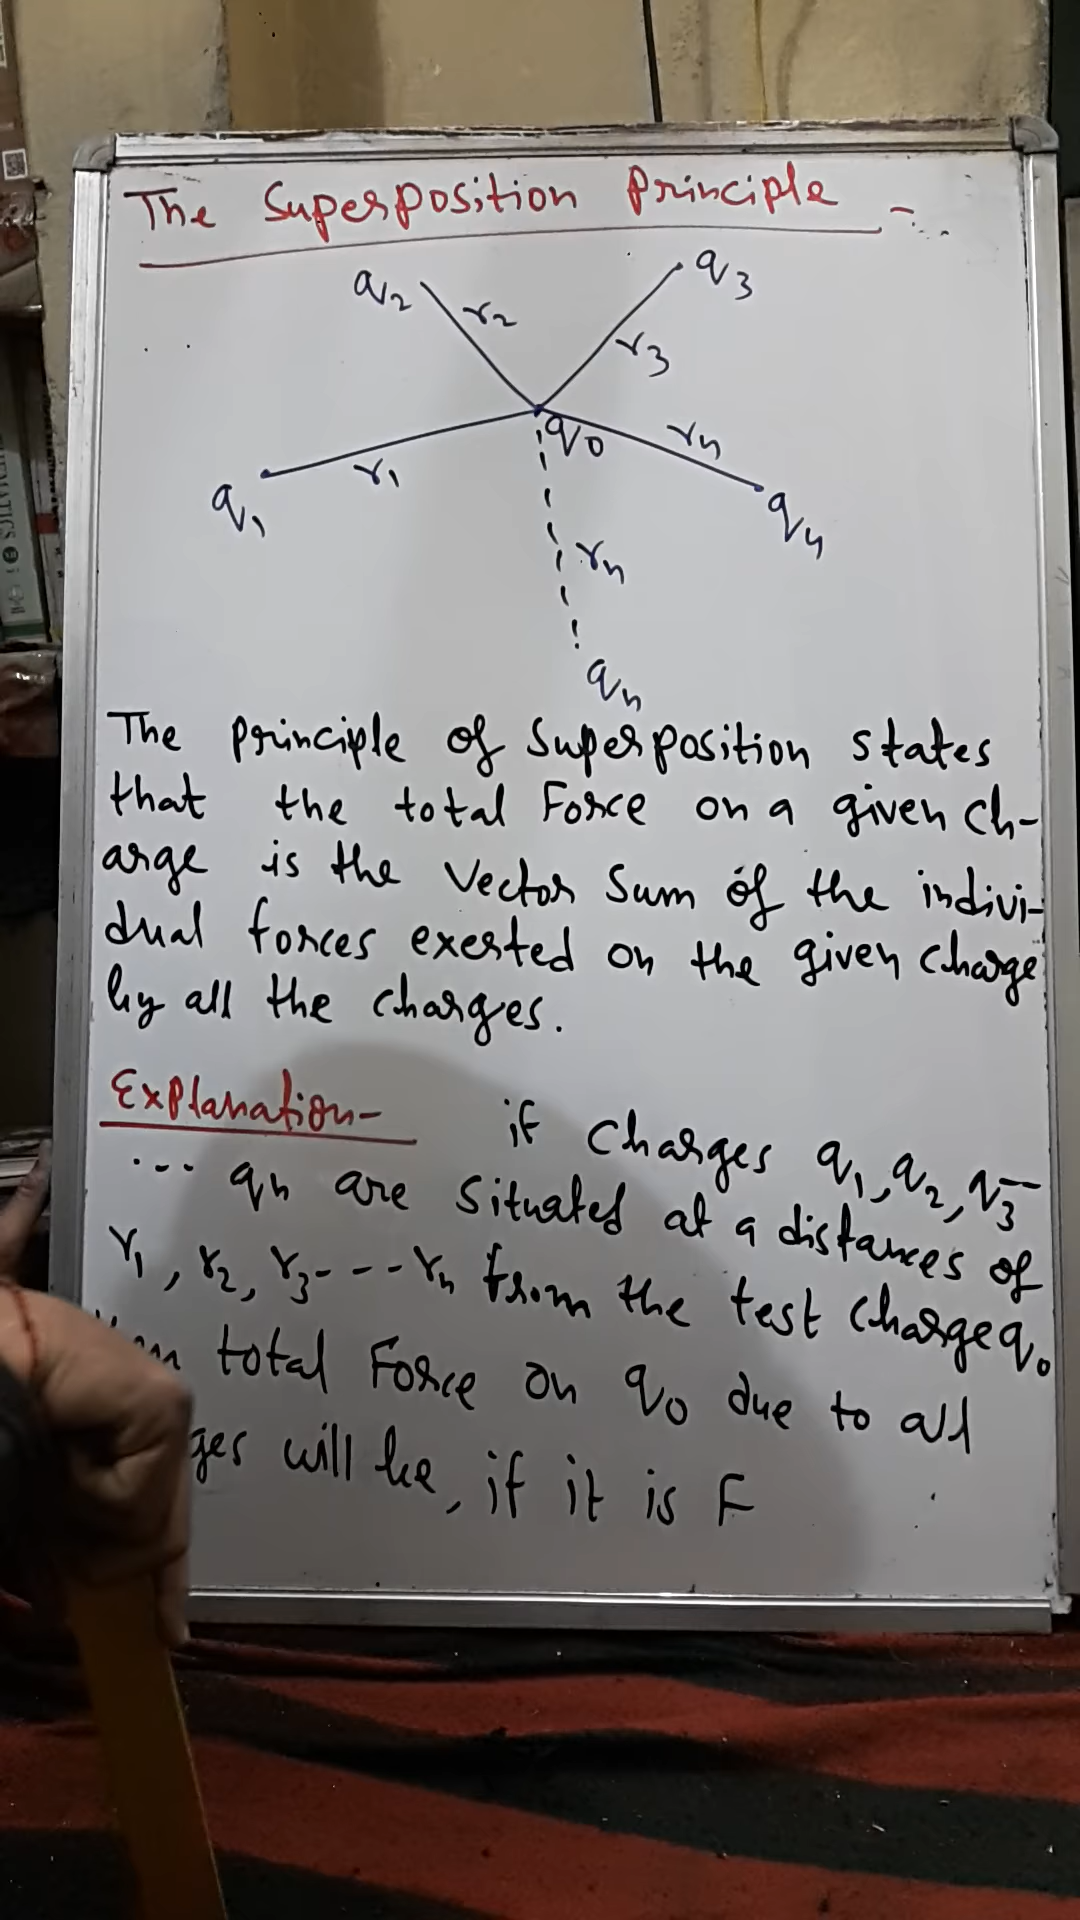 The Superposition Principle -
q2 r2 r3 q3
q1 r1 q0 r4 q4
rn
qn
The principle of Superposition states
that the total Force on a given ch-
arge is the Vector Sum of the indivi-
dual forces exerted on the given charge
by all the charges.
Explanation- if Charges q1, q2, q3 -
... qn are situated at a distances of
r1, r2, r3 - - - - rn from the test charge q0
total Force on q0 due to all
will be, if it is F